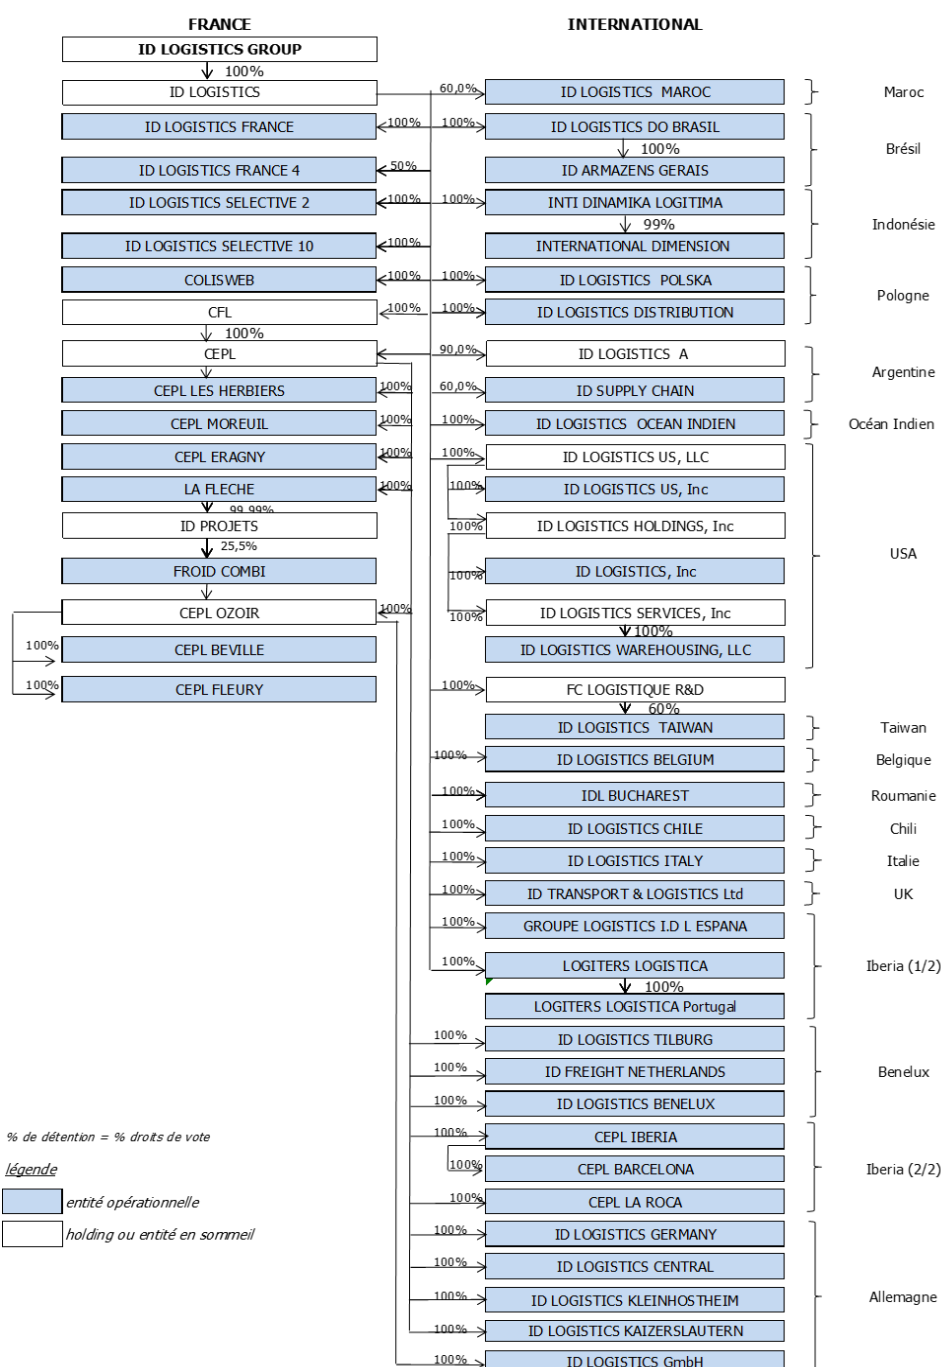 FRANCE INTERNATIONAL
ID LOGISTICS GROUP
100%
ID LOGISTICS 60,0% ID LOGISTICS MAROC Maroc
ID LOGISTICS FRANCE 100% 100% ID LOGISTICS DO BRASIL
100% Brésil
ID LOGISTICS FRANCE 4 50% ID ARMAZENS GERAIS
ID LOGISTICS SELECTIVE 2 100% 100% INTI DINAMIKA LOGITIMA
99% Indonésie
ID LOGISTICS SELECTIVE 10 100% INTERNATIONAL DIMENSION
COLISWEB 100% 100% ID LOGISTICS POLSKA
Pologne
CFL 100% 100% ID LOGISTICS DISTRIBUTION
100%
CEPL 90,0% ID LOGISTICS A
Argentine
CEPL LES HERBIERS 100% 60,0% ID SUPPLY CHAIN
CEPL MOREUIL 100% 100% ID LOGISTICS OCEAN INDIEN Océan Indien
CEPL ERAGNY 100% 100% ID LOGISTICS US, LLC
LA FLECHE 100% 100% ID LOGISTICS US, Inc
99,99%
ID PROJETS 100% ID LOGISTICS HOLDINGS, Inc
25,5% USA
FROID COMBI 100% ID LOGISTICS, Inc
CEPL OZOIR 100% 100% ID LOGISTICS SERVICES, Inc
100%
100% CEPL BEVILLE ID LOGISTICS WAREHOUSING, LLC
100% CEPL FLEURY 100% FC LOGISTIQUE R&D
60%
ID LOGISTICS TAIWAN Taiwan
100% ID LOGISTICS BELGIUM Belgique
100% IDL BUCHAREST Roumanie
100% ID LOGISTICS CHILE Chili
100% ID LOGISTICS ITALY Italie
100% ID TRANSPORT & LOGISTICS Ltd UK
100% GROUPE LOGISTICS I.D L ESPANA
100% LOGITERS LOGISTICA Iberia (1/2)
100%
LOGITERS LOGISTICA Portugal
100% ID LOGISTICS TILBURG
100% ID FREIGHT NETHERLANDS Benelux
100% ID LOGISTICS BENELUX
% de détention = % droits de vote 100% CEPL IBERIA
légende 100% CEPL BARCELONA Iberia (2/2)
entité opérationnelle 100% CEPL LA ROCA
holding ou entité en sommeil 100% ID LOGISTICS GERMANY
100% ID LOGISTICS CENTRAL
100% ID LOGISTICS KLEINHOSTHEIM Allemagne
100% ID LOGISTICS KAIZERSLAUTERN
100% ID LOGISTICS GmbH